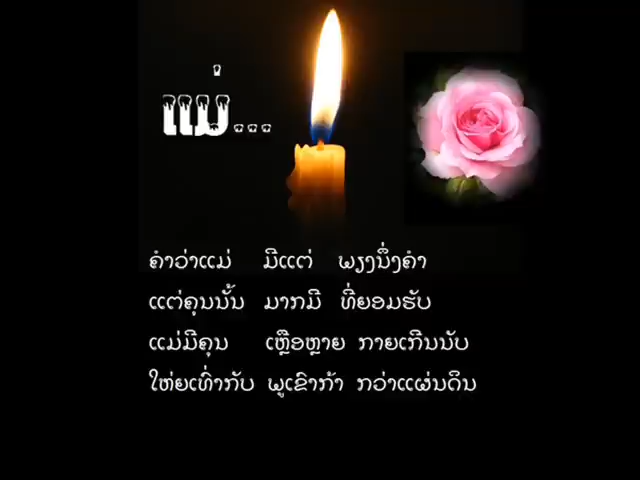 ແມ່...
ຄຳວ່າແມ່ ມີແຕ່ ພຽງນຶ່ງຄຳ
ແຕ່ຄຸນນັ້ນ ມາກມີ ທີ່ຍອມຮັບ
ແມ່ມີຄຸນ ເຫຼືອຫຼາຍ ກາຍເກີນນັບ
ໃຫ່ຍເທົ່າກັບ ພູເຂົາກ້າ ກວ່າແຜ່ນດິນ